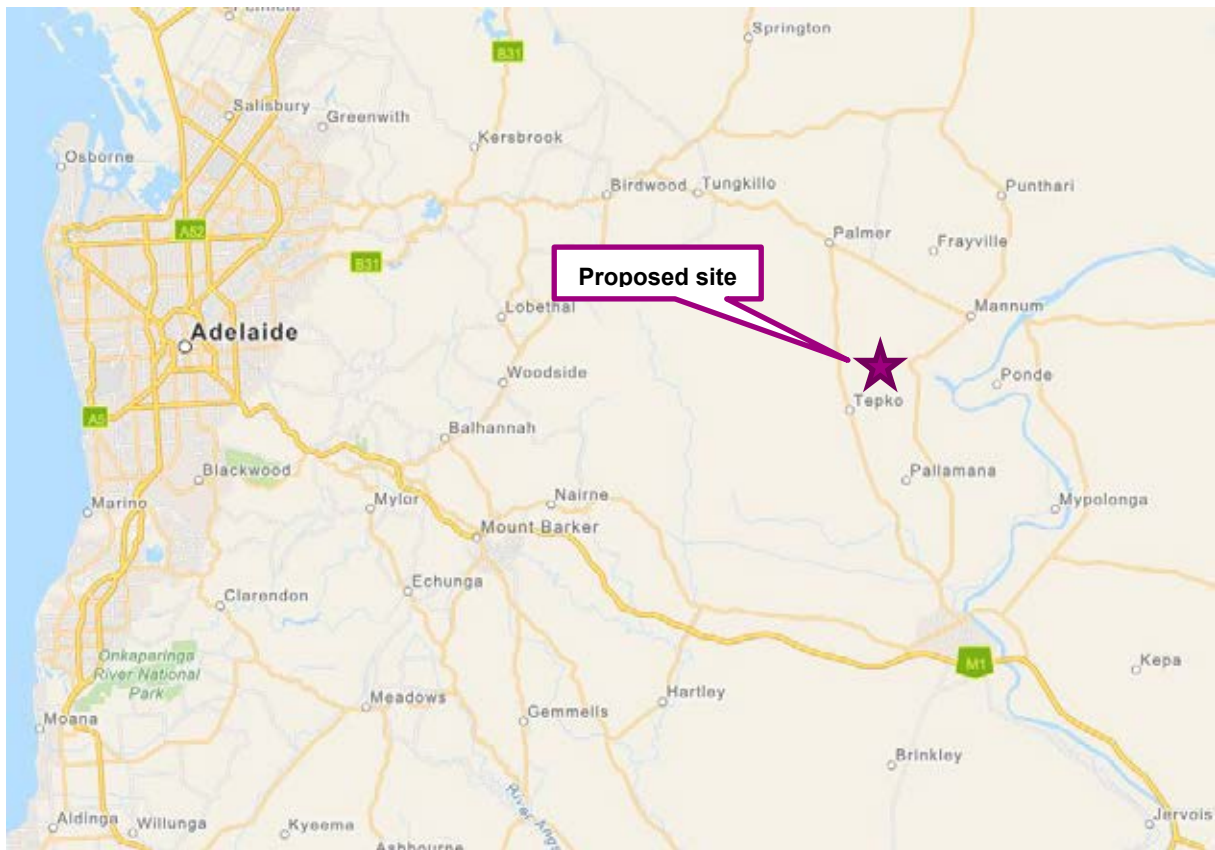 Springton
B31
Salisbury
Greenwith
Kersbrook
Osborne
Birdwood
Tungkillo
Punthari
A52
Palmer
Frayville
B31
Proposed site
Lobethal
Mannum
Adelaide
Woodside
Ponde
A5
Tepko
Balhannah
Blackwood
Pallamana
Marino
Mylor
Nairne
Mypolonga
Mount Barker
Echunga
Clarendon
Onkaparinga
River National
Park
M1
Kepa
Meadows
Hartley
Moana
Gemmells
Brinkley
River
Aldinga
Willunga
Kyeema
Jervois
Ashbourne